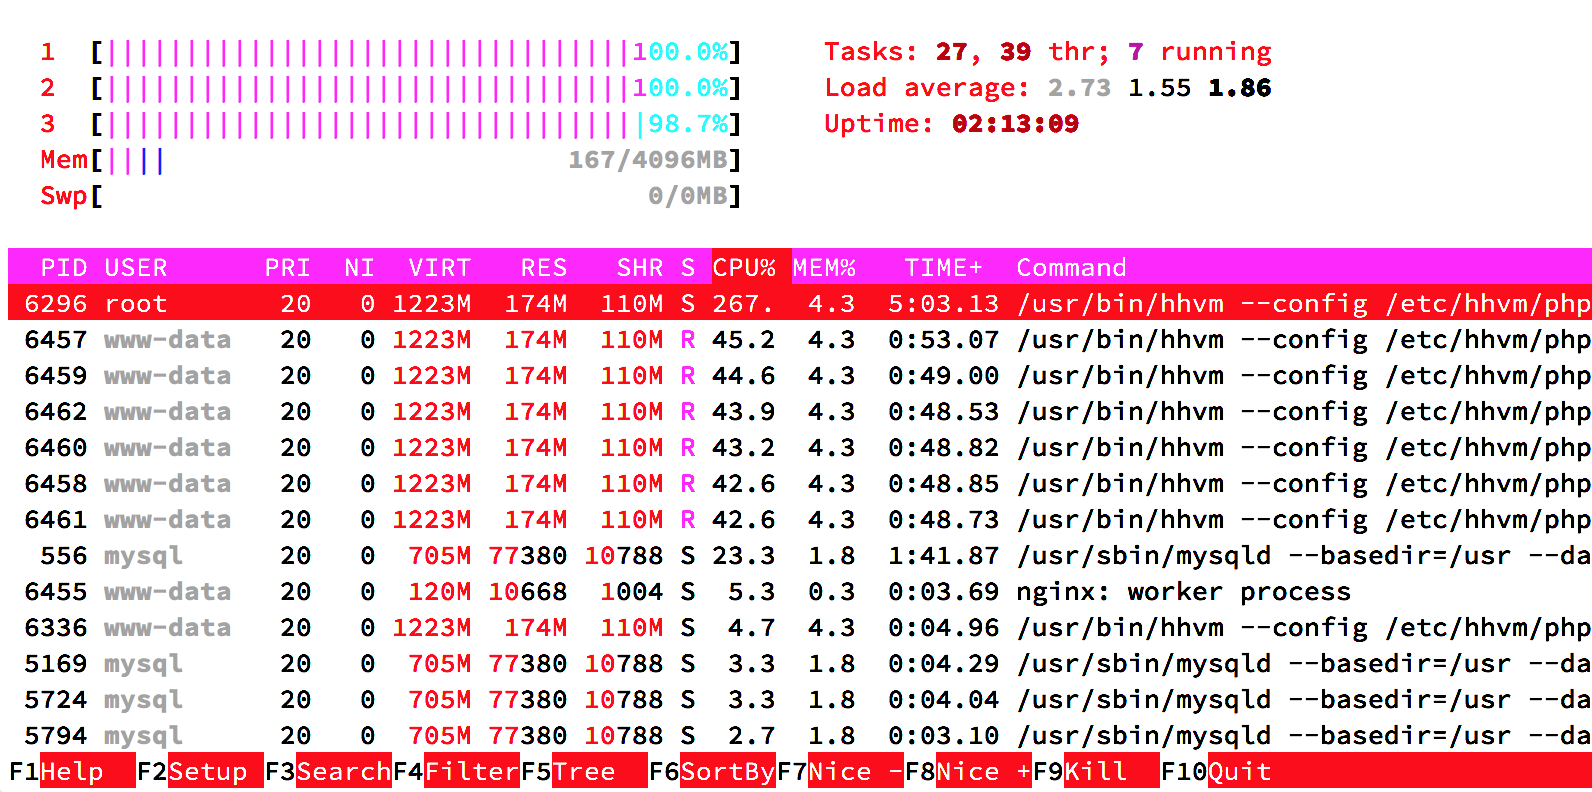 1 [|||||||||||||||||||||||||||||||||100.0%] Tasks: 27, 39 thr; 7 running
2 [|||||||||||||||||||||||||||||||||100.0%] Load average: 2.73 1.55 1.86
3 [||||||||||||||||||||||||||||||||||98.7%] Uptime: 02:13:09
Mem[|||| 167/4096MB]
Swp[ 0/0MB]
PID USER PRI NI VIRT RES SHR S CPU% MEM% TIME+ Command
6296 root 20 0 1223M 174M 110M S 267. 4.3 5:03.13 /usr/bin/hhvm --config /etc/hhvm/php
6457 www-data 20 0 1223M 174M 110M R 45.2 4.3 0:53.07 /usr/bin/hhvm --config /etc/hhvm/php
6459 www-data 20 0 1223M 174M 110M R 44.6 4.3 0:49.00 /usr/bin/hhvm --config /etc/hhvm/php
6462 www-data 20 0 1223M 174M 110M R 43.9 4.3 0:48.53 /usr/bin/hhvm --config /etc/hhvm/php
6460 www-data 20 0 1223M 174M 110M R 43.2 4.3 0:48.82 /usr/bin/hhvm --config /etc/hhvm/php
6458 www-data 20 0 1223M 174M 110M R 42.6 4.3 0:48.85 /usr/bin/hhvm --config /etc/hhvm/php
6461 www-data 20 0 1223M 174M 110M R 42.6 4.3 0:48.73 /usr/bin/hhvm --config /etc/hhvm/php
556 mysql 20 0 705M 77380 10788 S 23.3 1.8 1:41.87 /usr/sbin/mysqld --basedir=/usr --da
6455 www-data 20 0 120M 10668 1004 S 5.3 0.3 0:03.69 nginx: worker process
6336 www-data 20 0 1223M 174M 110M S 4.7 4.3 0:04.96 /usr/bin/hhvm --config /etc/hhvm/php
5169 mysql 20 0 705M 77380 10788 S 3.3 1.8 0:04.29 /usr/sbin/mysqld --basedir=/usr --da
5724 mysql 20 0 705M 77380 10788 S 3.3 1.8 0:04.04 /usr/sbin/mysqld --basedir=/usr --da
5794 mysql 20 0 705M 77380 10788 S 2.7 1.8 0:03.10 /usr/sbin/mysqld --basedir=/usr --da
F1Help F2Setup F3SearchF4FilterF5Tree F6SortByF7Nice -F8Nice +F9Kill F10Quit